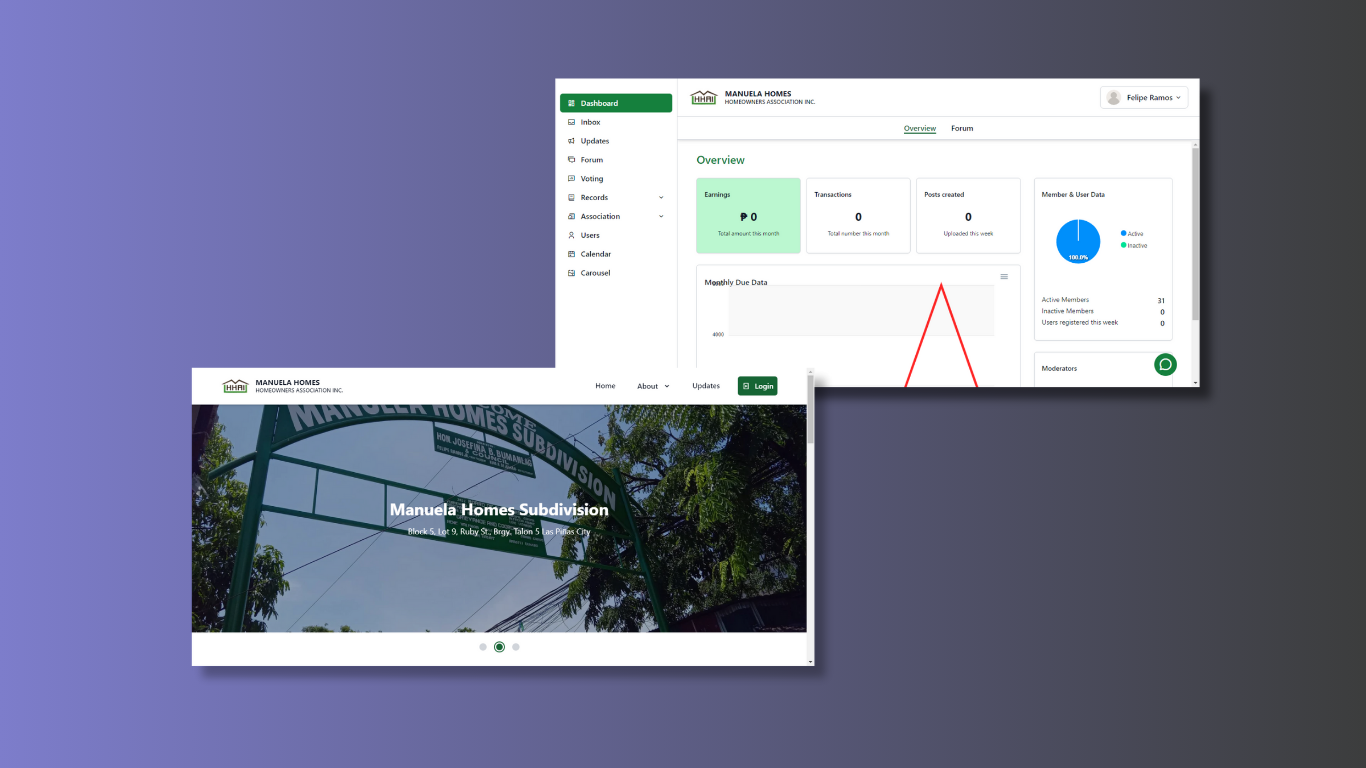 Dashboard
Inbox
Updates
Forum
Voting
Records
Association
Users
Calendar
Carousel
MANUELA HOMES
HOMEOWNERS ASSOCIATION INC.
Felipe Ramos
Overview Forum
Overview
Earnings
₱ 0
Total amount this month
Transactions
0
Total number this month
Posts created
0
Uploaded this week
Member & User Data
100.0%
Active
Inactive
Active Members 31
Inactive Members 0
Users registered this week 0
Monthly Due Data
4800
Moderators
HHAI
MANUELA HOMES
HOMEOWNERS ASSOCIATION INC.
Home About Updates Login
MANUELA HOMES SUBDIVISION
HON JOSEFINA B BUMANLAG
& COUNCIL
Manuela Homes Subdivision
Block 5, Lot 9, Ruby St., Brgy, Talon 5 Las Piñas City